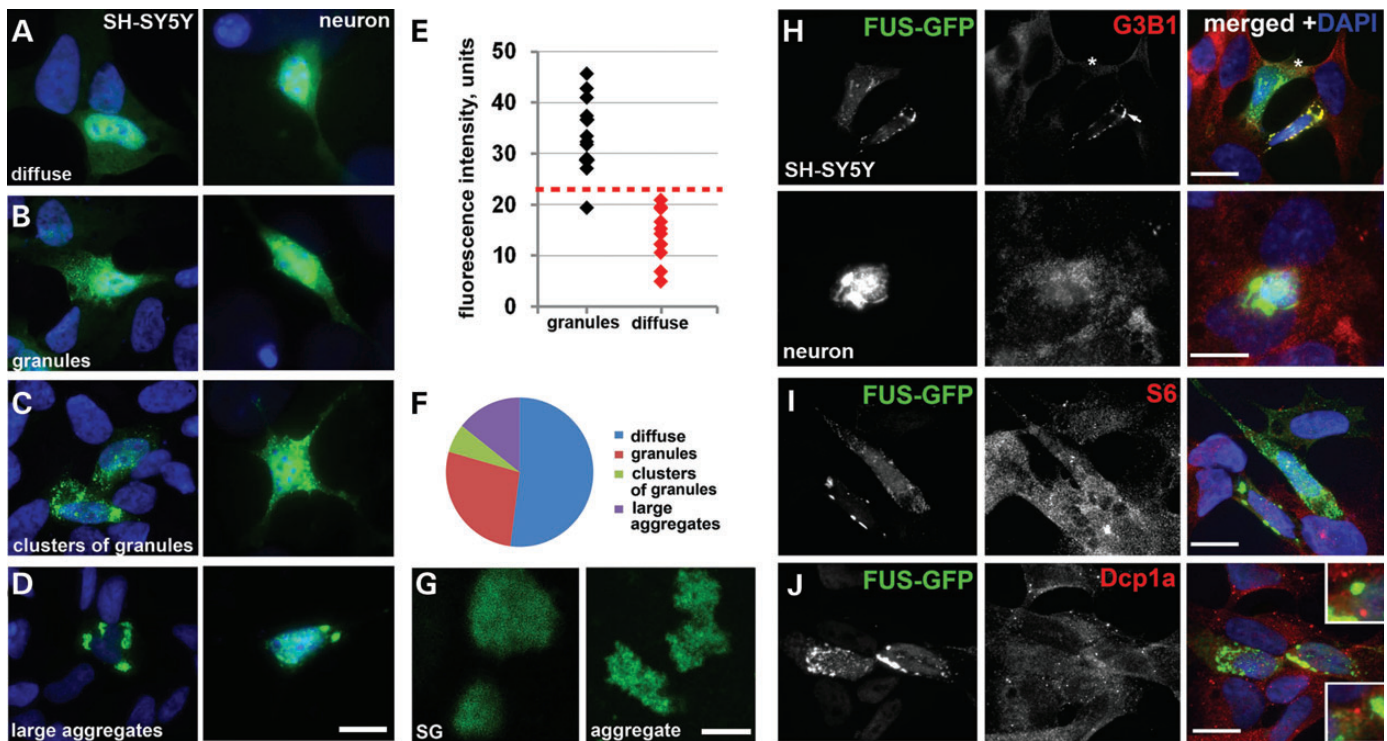 A
SH-SY5Y
neuron
diffuse
B
granules
C
clusters of granules
D
large aggregates
E
fluorescence intensity, units
50
40
30
20
10
0
granules
diffuse
F
diffuse
granules
clusters
of granules
large
aggregates
G
SG
aggregate
H
FUS-GFP
G3B1
merged +DAPI
*
*
SH-SY5Y
neuron
I
FUS-GFP
S6
J
FUS-GFP
Dcp1a